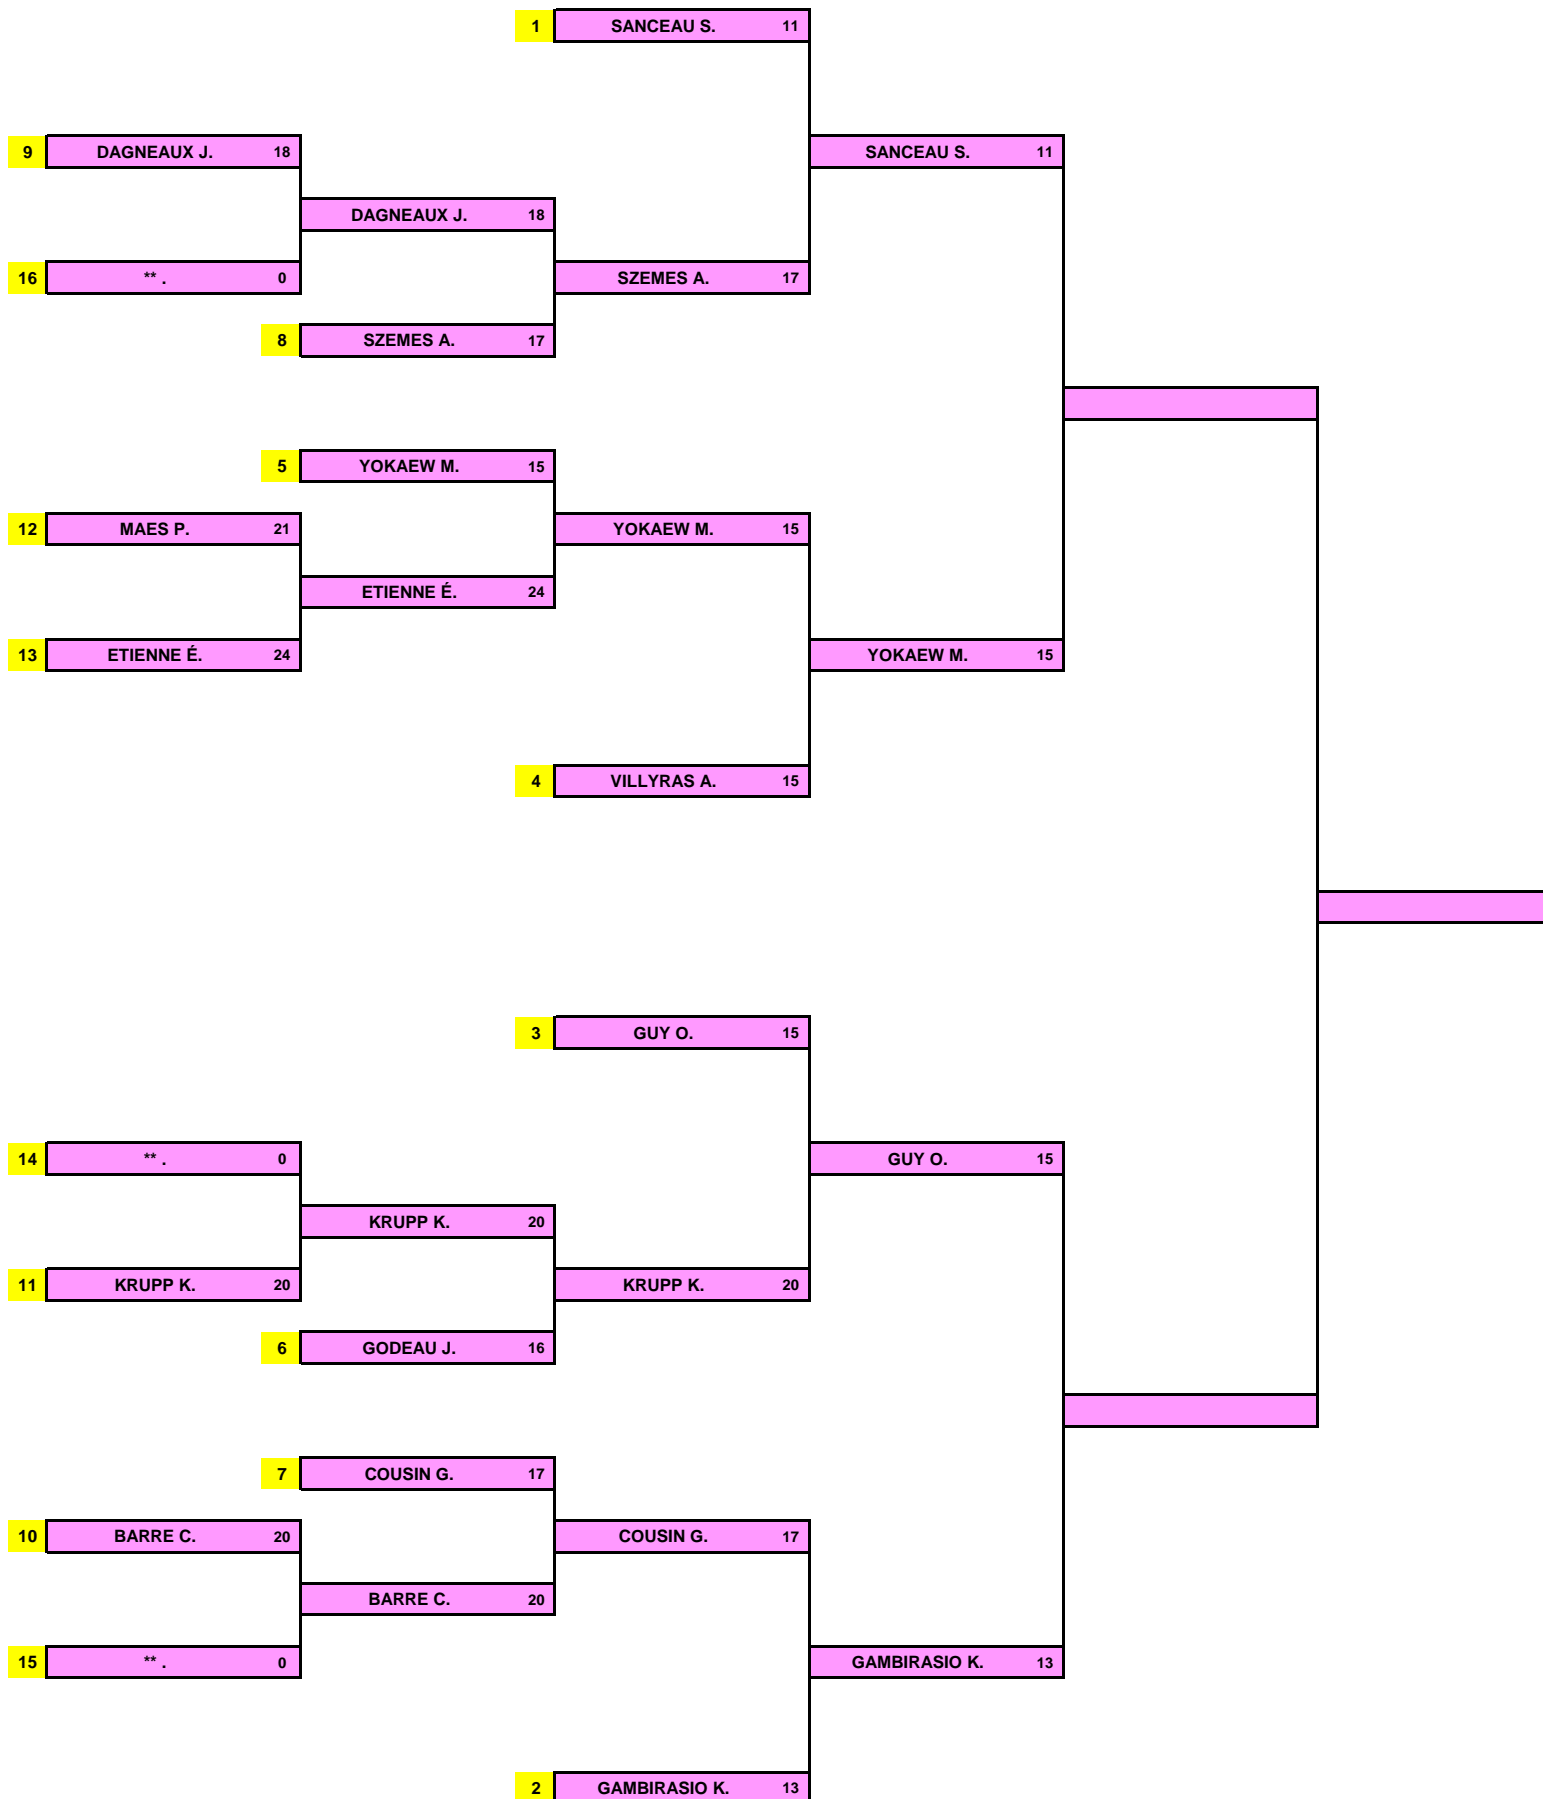 1 SANCEAU S. 11
9 DAGNEAUX J. 18 SANCEAU S. 11
DAGNEAUX J. 18
16 ** . 0 SZEMES A. 17
8 SZEMES A. 17
5 YOKAEW M. 15
12 MAES P. 21 YOKAEW M. 15
ETIENNE É. 24
13 ETIENNE É. 24 YOKAEW M. 15
4 VILLYRAS A. 15
3 GUY O. 15
14 ** . 0 GUY O. 15
KRUPP K. 20
11 KRUPP K. 20 KRUPP K. 20
6 GODEAU J. 16
7 COUSIN G. 17
10 BARRE C. 20 COUSIN G. 17
BARRE C. 20
15 ** . 0 GAMBIRASIO K. 13
2 GAMBIRASIO K. 13